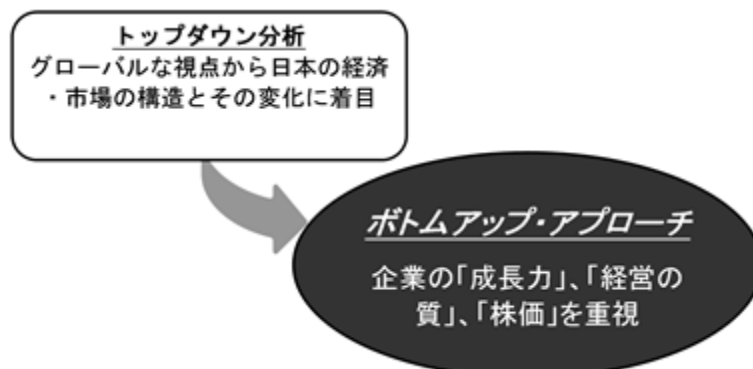 トップダウン分析
グローバルな視点から日本の経済
・市場の構造とその変化に着目
ボトムアップ・アプローチ
企業の「成長力」、「経営の
質」、「株価」を重視